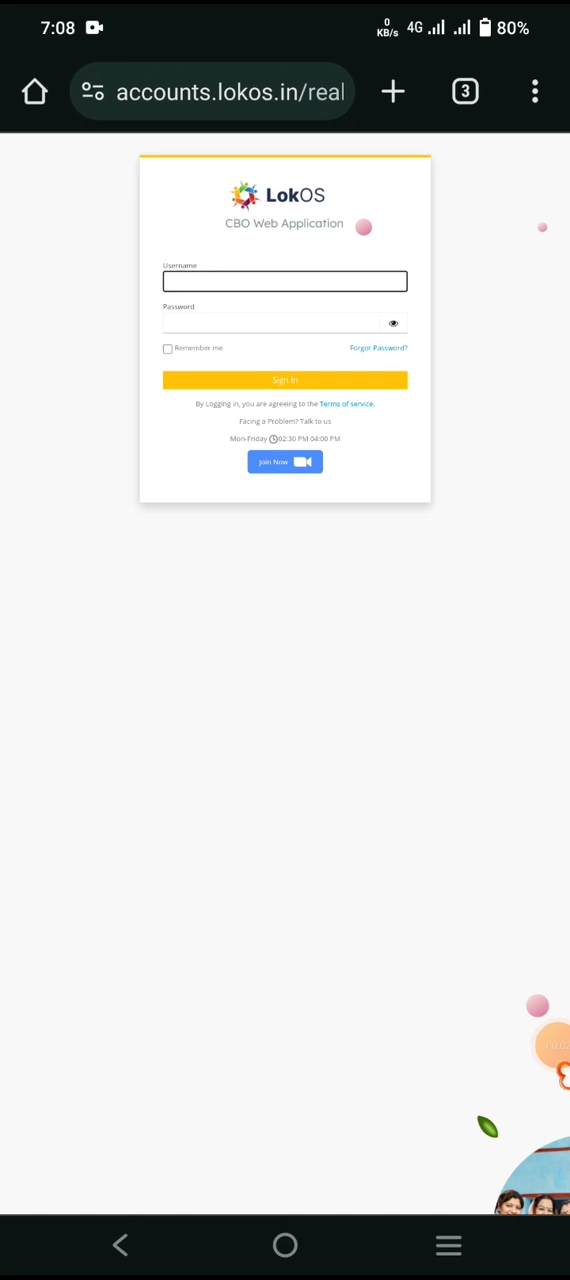 7:08 0 KB/s 4G 80%
accounts.lokos.in/real 3
LokOS
CBO Web Application
Username
Password
Remember me Forgot Password?
Sign In
By Logging in, you are agreeing to the Terms of service.
Facing a Problem? Talk to us
Mon-Friday 02:30 PM 04:00 PM
Join Now